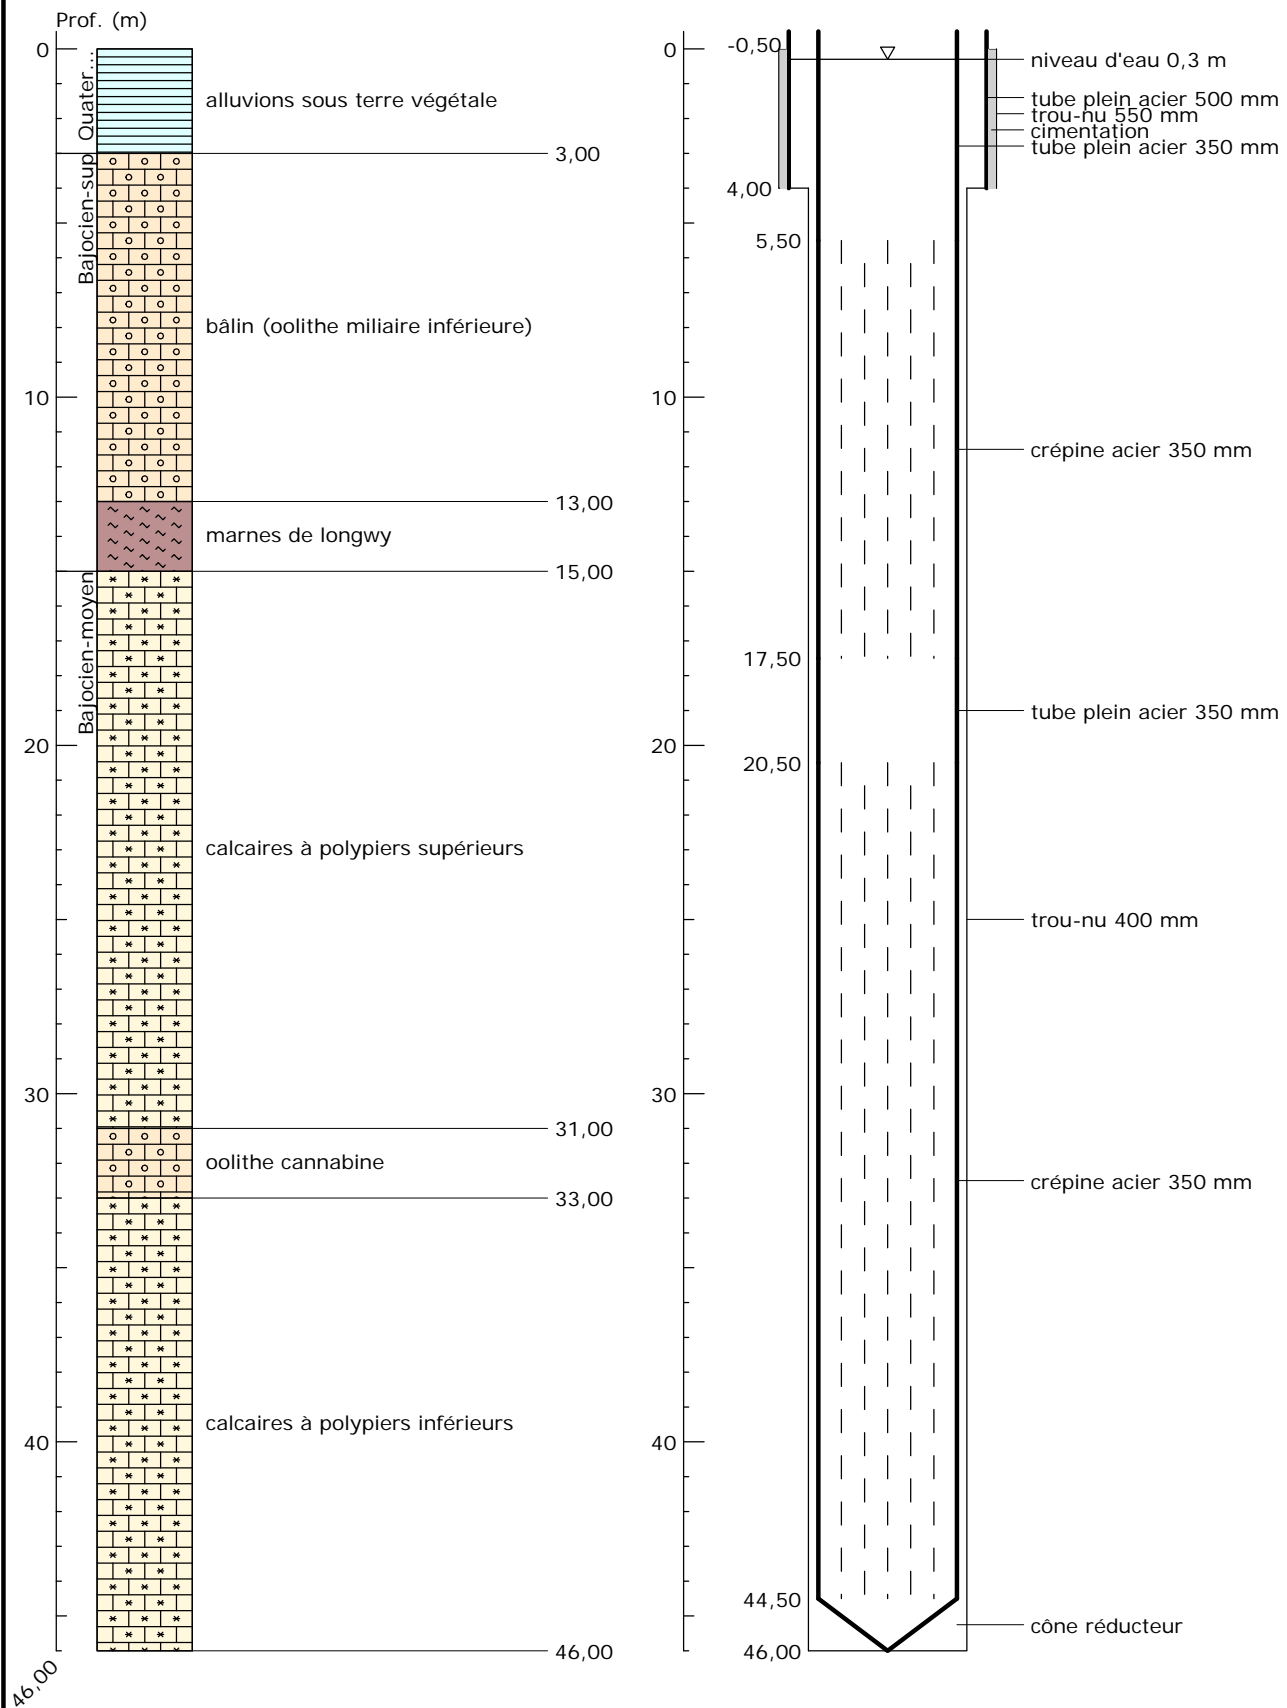 Prof. (m)
0
10
20
30
40
46,00
Quater...
Bajocien-sup
Bajocien-moyen
alluvions sous terre végétale
3,00
bâlin (oolithe miliaire inférieure)
13,00
marnes de longwy
15,00
calcaires à polypiers supérieurs
31,00
oolithe cannabine
33,00
calcaires à polypiers inférieurs
46,00
0
10
20
30
40
-0,50
4,00
5,50
17,50
20,50
44,50
46,00
niveau d'eau 0,3 m
tube plein acier 500 mm
trou-nu 550 mm
cimentation
tube plein acier 350 mm
crépine acier 350 mm
tube plein acier 350 mm
trou-nu 400 mm
crépine acier 350 mm
cône réducteur